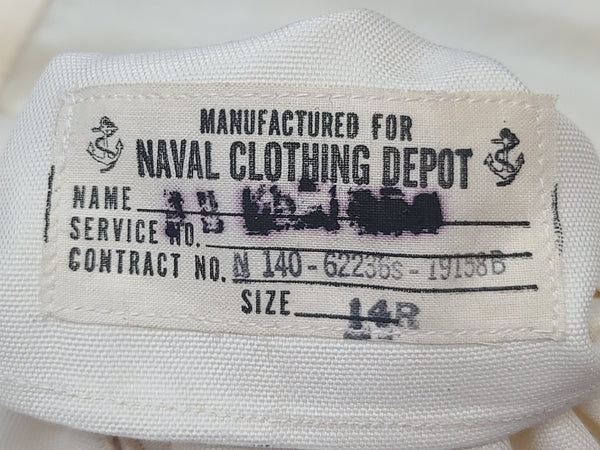 MANUFACTURED FOR
NAVAL CLOTHING DEPOT
NAME
SERVICE NO.
CONTRACT NO. N 140-62236s-19158B
SIZE 14R